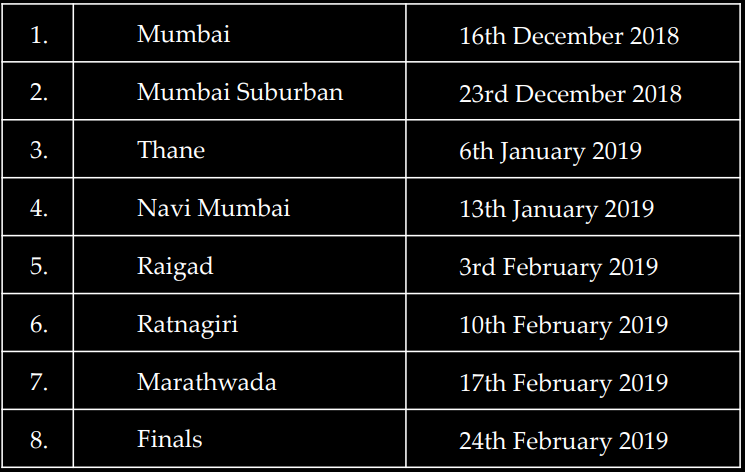 1. Mumbai 16th December 2018
2. Mumbai Suburban 23rd December 2018
3. Thane 6th January 2019
4. Navi Mumbai 13th January 2019
5. Raigad 3rd February 2019
6. Ratnagiri 10th February 2019
7. Marathwada 17th February 2019
8. Finals 24th February 2019